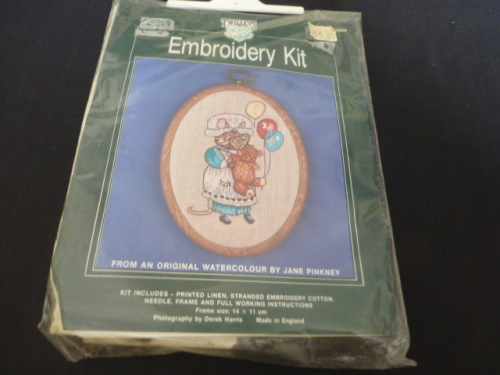 Embroidery Kit
FROM AN ORIGINAL WATERCOLOUR BY JANE PINKNEY
KIT INCLUDES - PRINTED LINEN, STRANDED EMBROIDERY COTTON,
NEEDLE, FRAME AND FULL WORKING INSTRUCTIONS
Frame size: 14 × 11 cm
Photography by Derek Harris Made in England